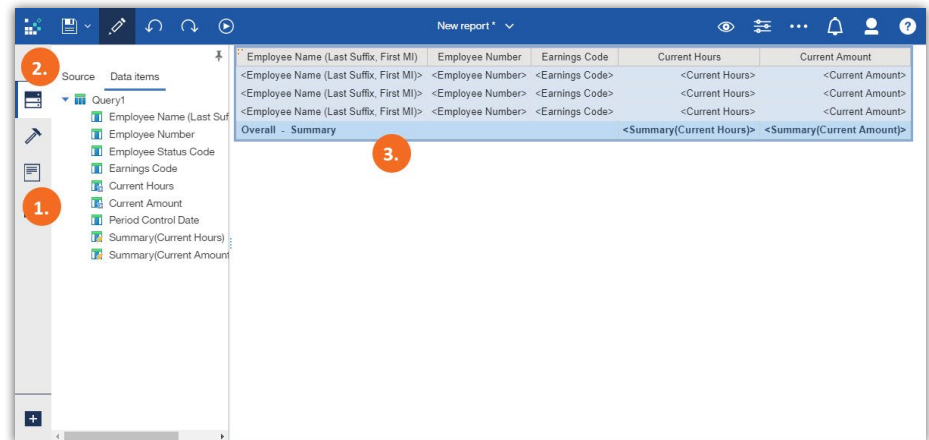 New report* 
?
2.
Source Data items
Query1
Employee Name (Last Suf
Employee Number
Employee Status Code
Earnings Code
Current Hours
Current Amount
Period Control Date
Summary(Current Hours)
Summary(Current Amount
1.
Employee Name (Last Suffix, First MI) Employee Number Earnings Code Current Hours Current Amount
<Employee Name (Last Suffix, First MI)> <Employee Number> <Earnings Code> <Current Hours> <Current Amount>
<Employee Name (Last Suffix, First MI)> <Employee Number> <Earnings Code> <Current Hours> <Current Amount>
<Employee Name (Last Suffix, First MI)> <Employee Number> <Earnings Code> <Current Hours> <Current Amount>
Overall - Summary <Summary(Current Hours)> <Summary(Current Amount)>
3.